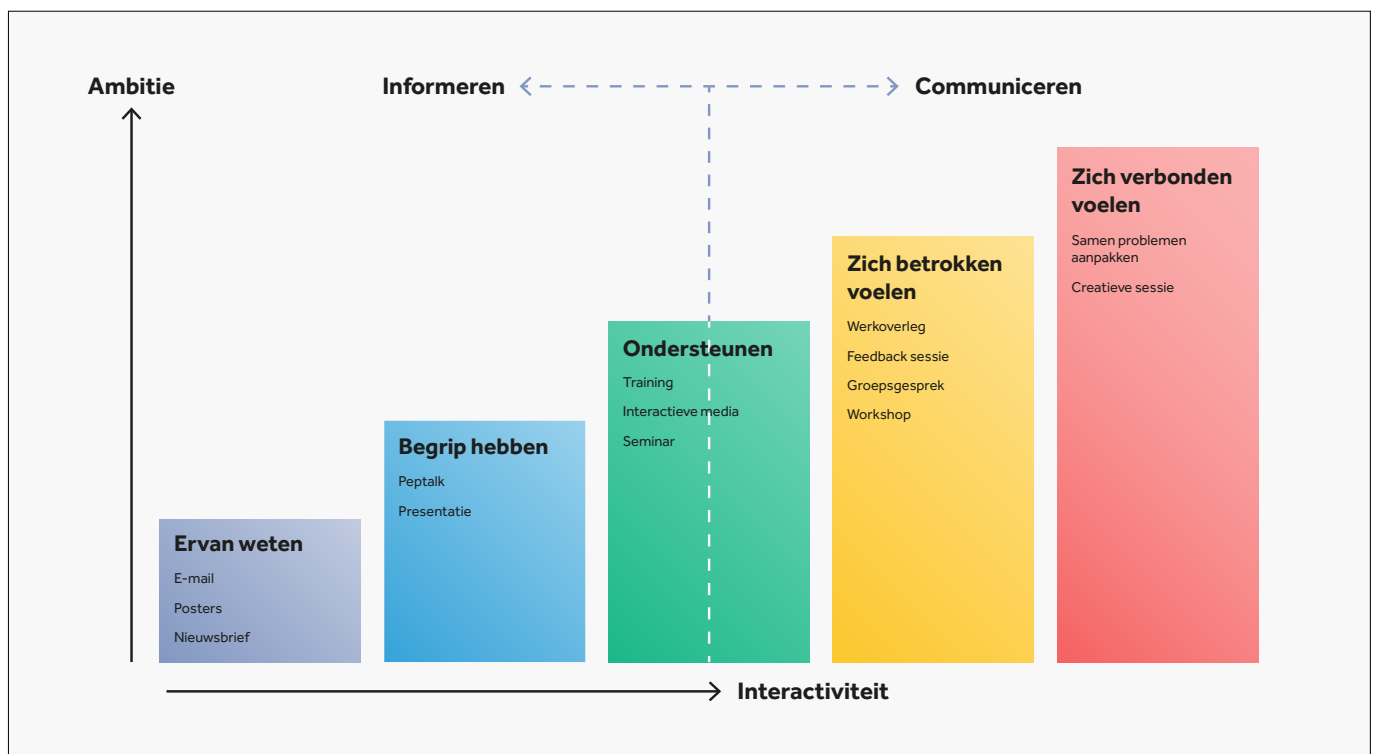 Ambitie
Informeren
Communiceren
Zich verbonden
voelen
Samen problemen
aanpakken
Creatieve sessie
Zich betrokken
voelen
Werkoverleg
Feedback sessie
Groepsgesprek
Workshop
Ondersteunen
Training
Interactieve media
Seminar
Begrip hebben
Peptalk
Presentatie
Ervan weten
E-mail
Posters
Nieuwsbrief
Interactiviteit